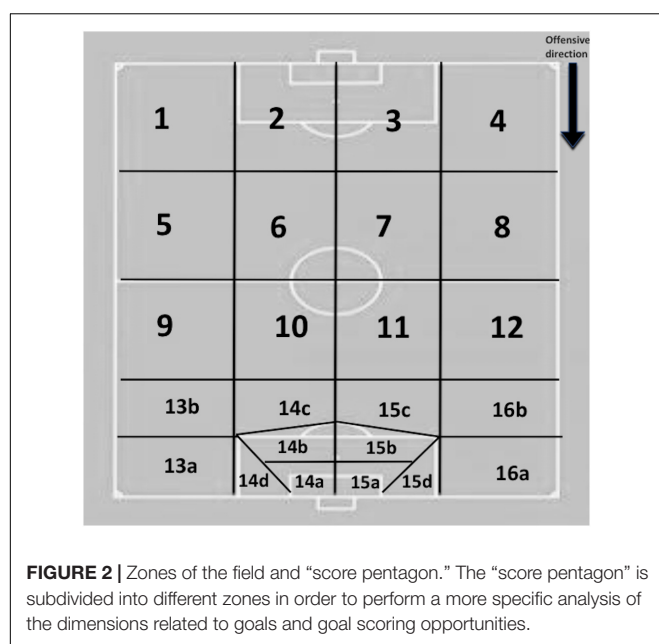 Offensive
direction
1 2 3 4
5 6 7 8
9 10 11 12
13b 14c 15c 16b
14b 15b
13a 14d 14a 15a 15d 16a
FIGURE 2 | Zones of the field and “score pentagon.” The “score pentagon” is
subdivided into different zones in order to perform a more specific analysis of
the dimensions related to goals and goal scoring opportunities.